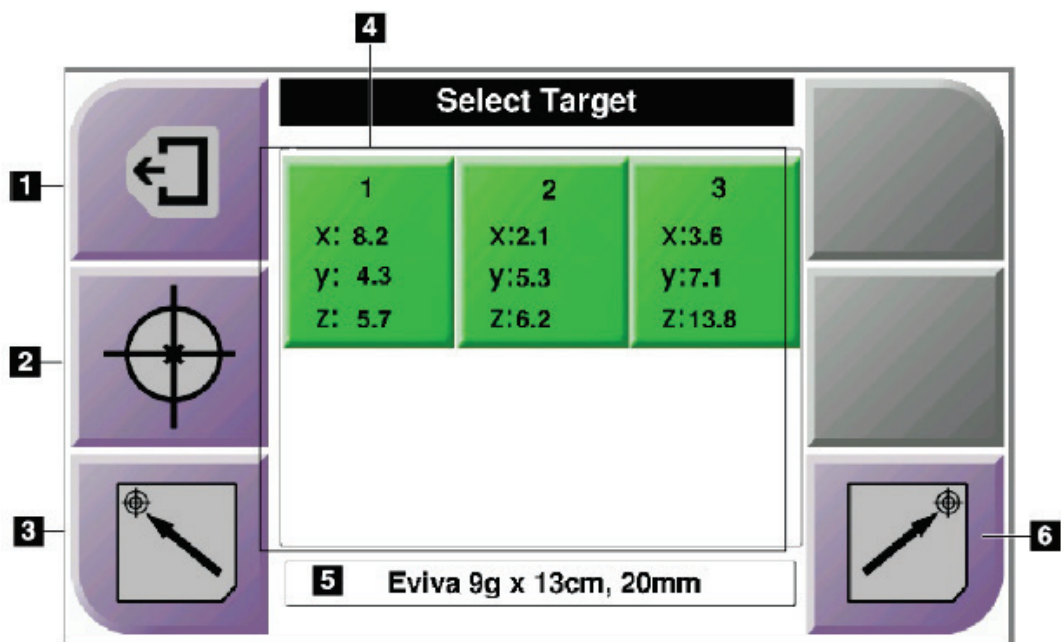 4
Select Target
1
1 2 3
x: 8.2 x:2.1 x:3.6
y: 4.3 y:5.3 y:7.1
z: 5.7 z:6.2 z:13.8
2
3
6
5 Eviva 9g x 13cm, 20mm